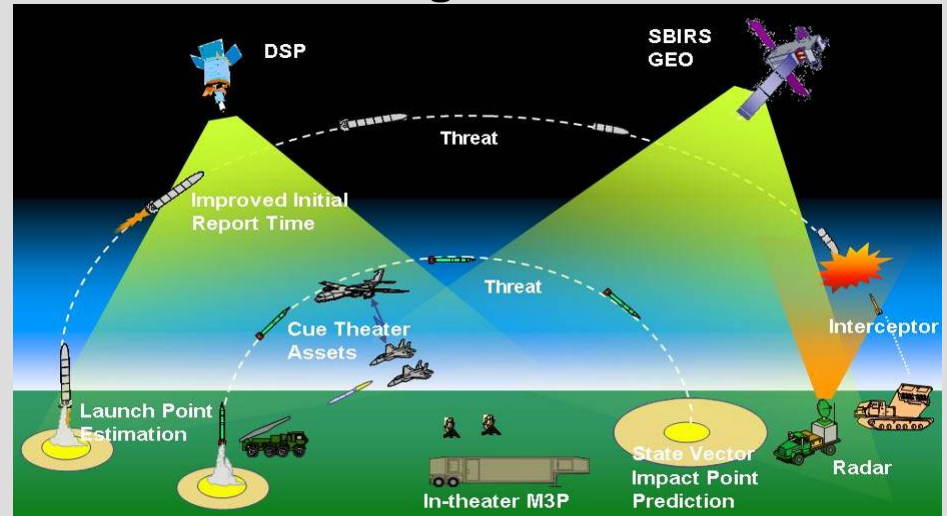 DSP
SBIRS
GEO
Threat
Improved Initial
Report Time
Threat
Cue Theater
Assets
Interceptor
Launch Point
Estimation
State Vector
Impact Point
Prediction
Radar
In-theater M3P